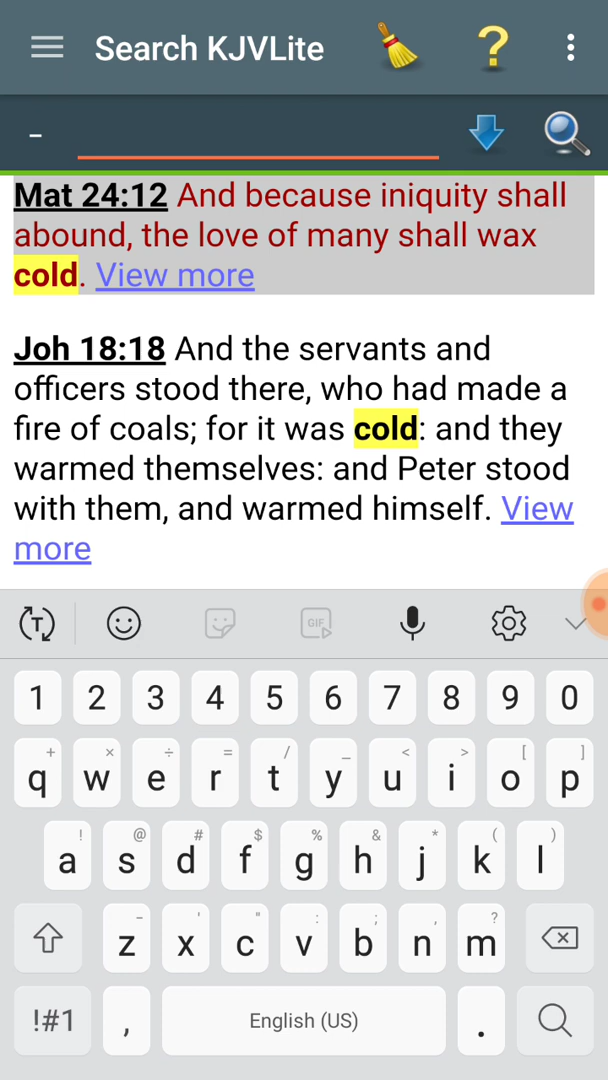 Search KJVLite
?
-
Mat 24:12 And because iniquity shall
abound, the love of many shall wax
cold. View more
Joh 18:18 And the servants and
officers stood there, who had made a
fire of coals; for it was cold: and they
warmed themselves: and Peter stood
with them, and warmed himself. View
more
T GIF
1 2 3 4 5 6 7 8 9 0
+ × ÷ = / _ < > [ ]
q w e r t y u i o p
! @ # $ % & * ( )
a s d f g h j k l
- ' " : ; , ?
z x c v b n m
!#1 , English (US) .